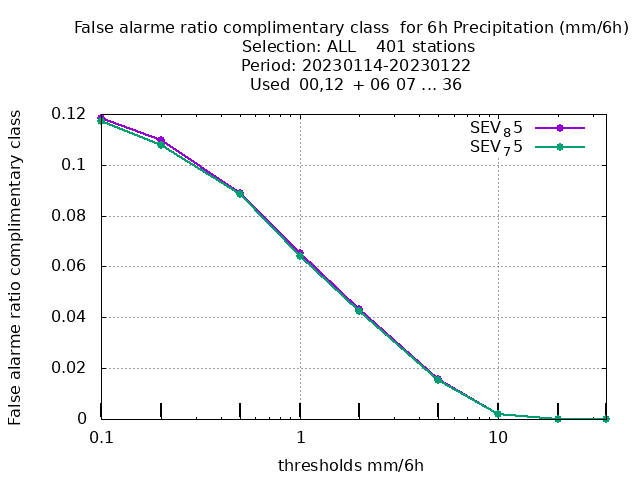 False alarme ratio complimentary class  for 6h Precipitation (mm/6h)
Selection: ALL    401 stations
Period: 20230114-20230122
Used  00,12  + 06 07 ... 36
False alarme ratio complimentary class
0.12
0.1
0.08
0.06
0.04
0.02
0
SEV₈5
SEV₇5
0.1
1
10
thresholds mm/6h